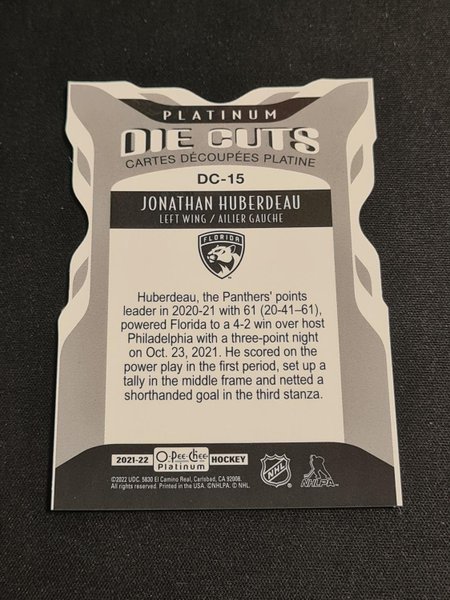 PLATINUM
DIE CUTS
CARTES DÉCOUPÉES PLATINE
DC-15
JONATHAN HUBERDEAU
LEFT WING / AILIER GAUCHE
FLORIDA
Huberdeau, the Panthers' points
leader in 2020-21 with 61 (20-41–61),
powered Florida to a 4-2 win over host
Philadelphia with a three-point night
on Oct. 23, 2021. He scored on the
power play in the first period, set up a
tally in the middle frame and netted a
shorthanded goal in the third stanza.
2021-22 O-Pee-Chee Platinum HOCKEY
NHL
NHLPA
©2022 UDC. 5830 El Camino Real, Carlsbad, CA 92008.
All rights reserved. Printed in the USA. ©NHLPA. © NHL.